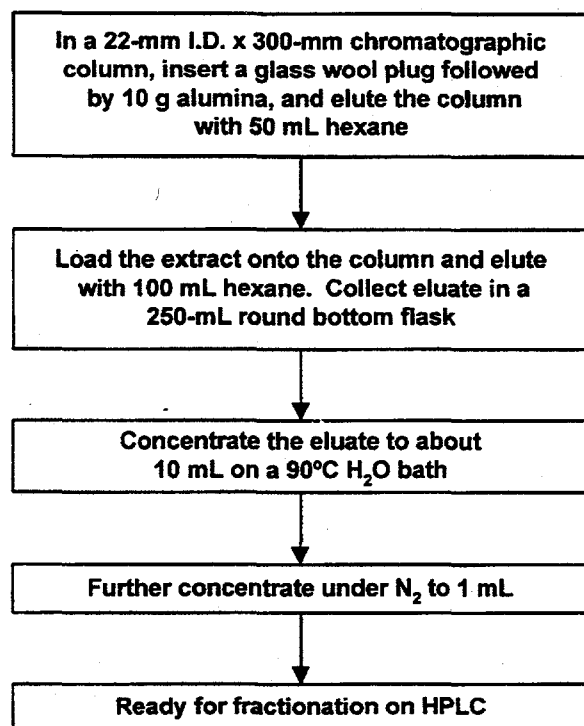 In a 22-mm I.D. x 300-mm chromatographic
column, insert a glass wool plug followed
by 10 g alumina, and elute the column
with 50 mL hexane
Load the extract onto the column and elute
with 100 mL hexane. Collect eluate in a
250-mL round bottom flask
Concentrate the eluate to about
10 mL on a 90ºC H₂O bath
Further concentrate under N₂ to 1 mL
Ready for fractionation on HPLC